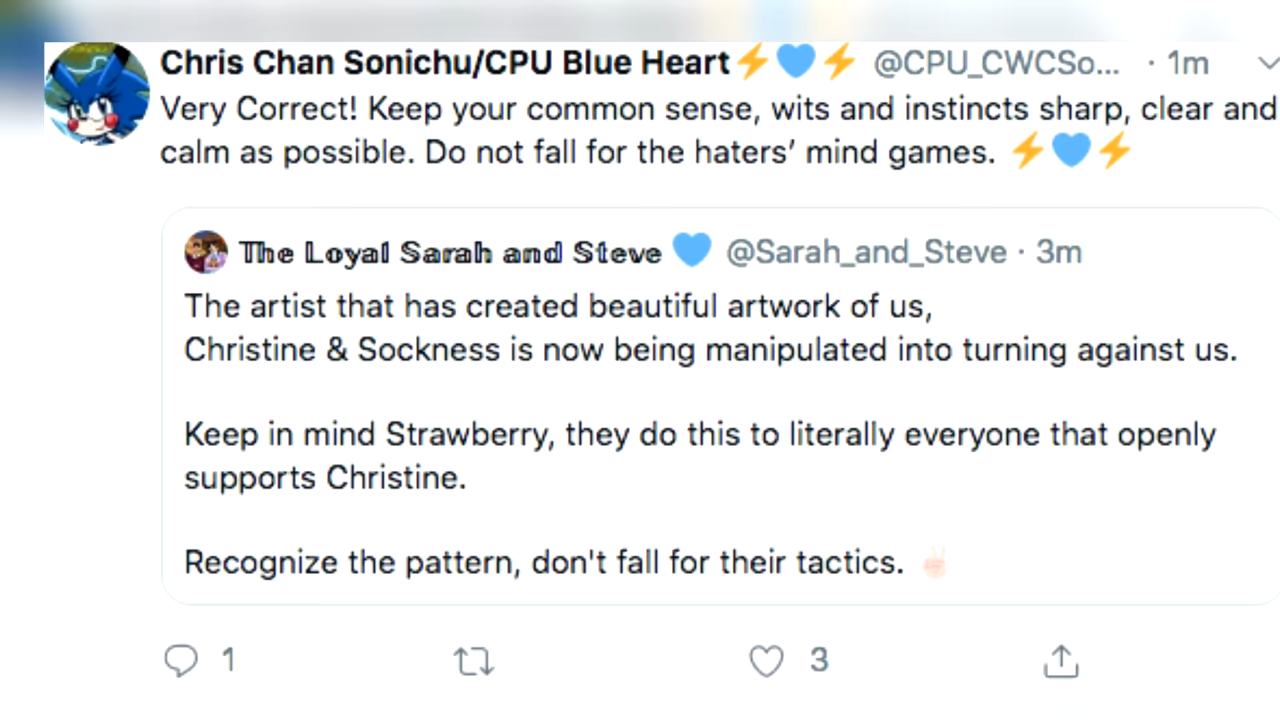 Chris Chan Sonichu/CPU Blue Heart⚡💙⚡ @CPU_CWCSo... · 1m
Very Correct! Keep your common sense, wits and instincts sharp, clear and
calm as possible. Do not fall for the haters’ mind games. ⚡💙⚡
The Loyal Sarah and Steve 💙 @Sarah_and_Steve · 3m
The artist that has created beautiful artwork of us,
Christine & Sockness is now being manipulated into turning against us.
Keep in mind Strawberry, they do this to literally everyone that openly
supports Christine.
Recognize the pattern, don't fall for their tactics. ✌🏻
1 3